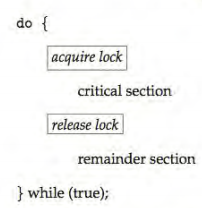 do {
acquire lock
critical section
release lock
remainder section
} while (true);